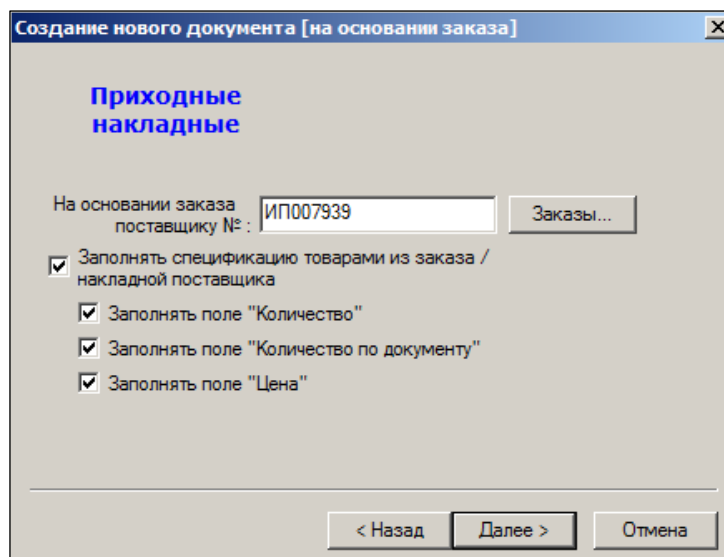 Создание нового документа [на основании заказа]
Приходные
накладные
На основании заказа
поставщику № :
ИП007939
Заказы...
Заполнять спецификацию товарами из заказа /
накладной поставщика
Заполнять поле "Количество"
Заполнять поле "Количество по документу"
Заполнять поле "Цена"
< Назад
Далее >
Отмена